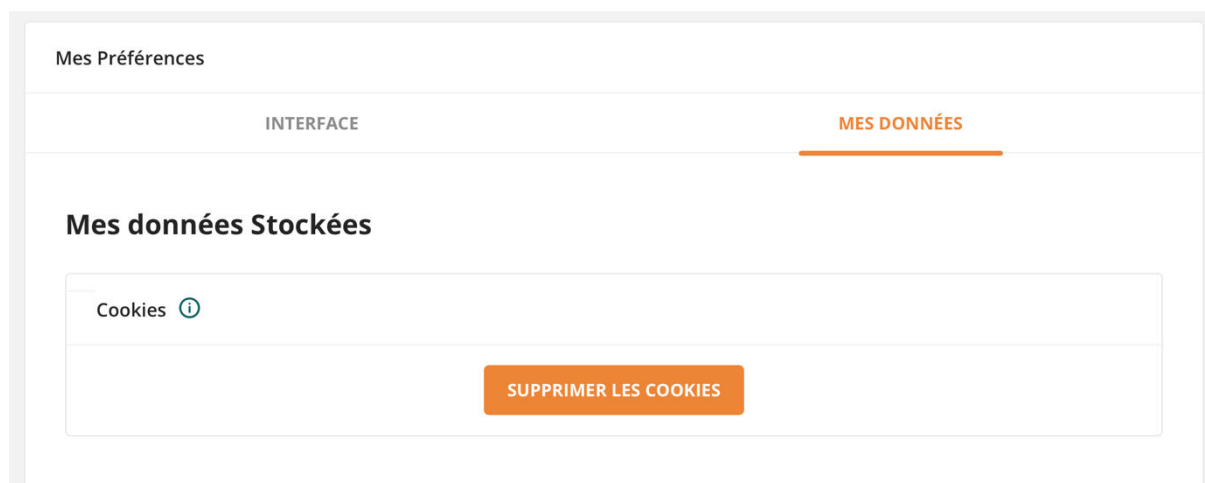 Mes Préférences
INTERFACE
MES DONNÉES
Mes données Stockées
Cookies
SUPPRIMER LES COOKIES